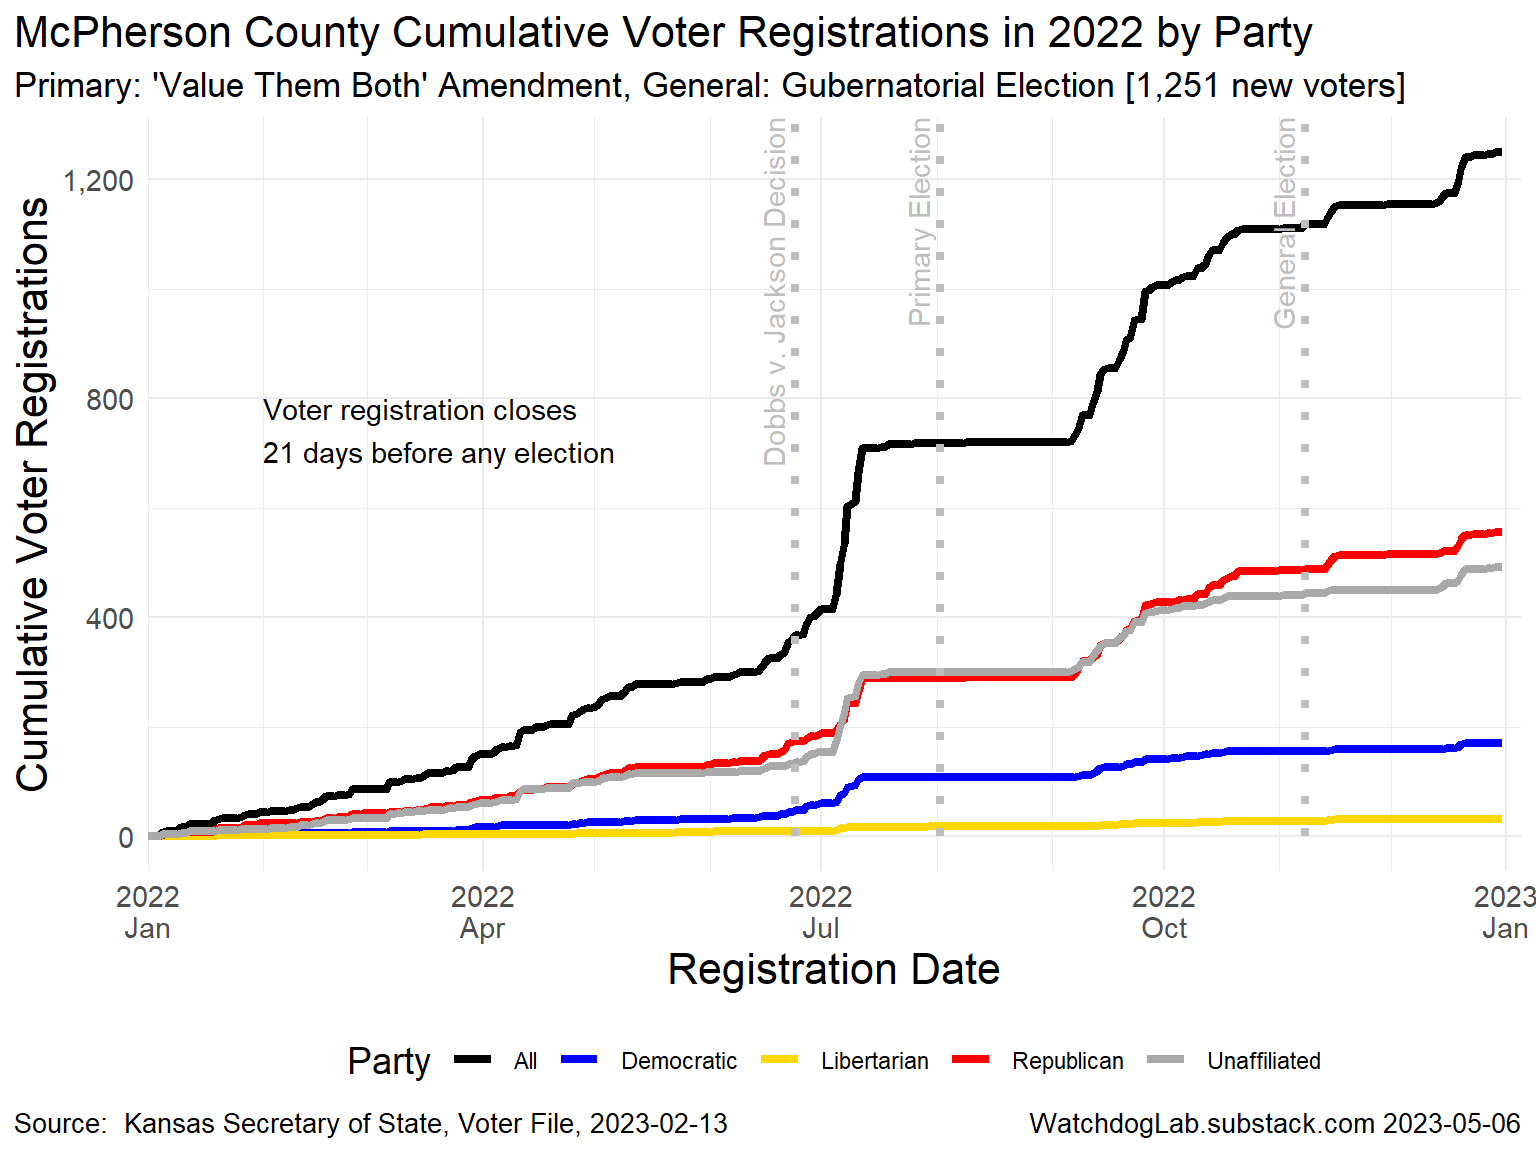 McPherson County Cumulative Voter Registrations in 2022 by Party
Primary: 'Value Them Both' Amendment, General: Gubernatorial Election [1,251 new voters]
Cumulative Voter Registrations
1,200
800
400
0
Dobbs v. Jackson Decision
Primary Election
General Election
Voter registration closes
21 days before any election
2022 2022 2022 2022 2023
Jan Apr Jul Oct Jan
Registration Date
Party All Democratic Libertarian Republican Unaffiliated
Source:  Kansas Secretary of State, Voter File, 2023-02-13
WatchdogLab.substack.com 2023-05-06